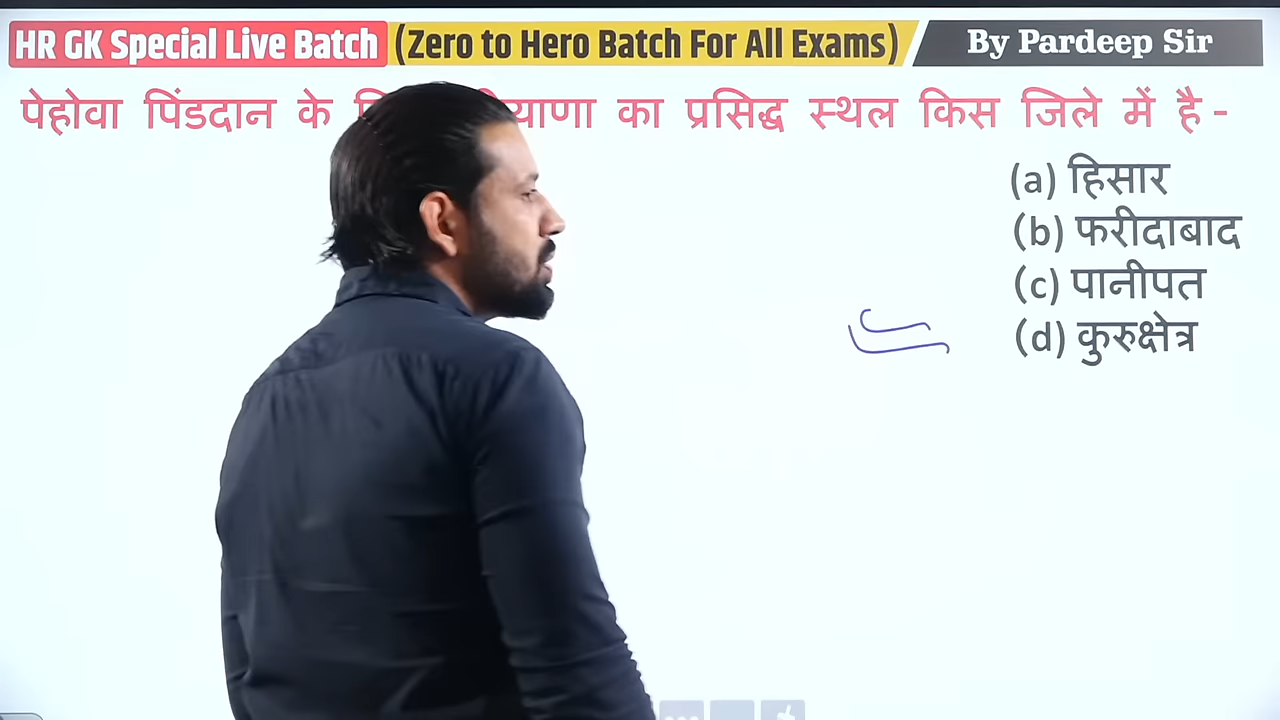 HR GK Special Live Batch (Zero to Hero Batch For All Exams) By Pardeep Sir
पेहोवा पिंडदान के का प्रसिद्ध स्थल किस जिले में है -
(a) हिसार
(b) फरीदाबाद
(c) पानीपत
(d) कुरुक्षेत्र